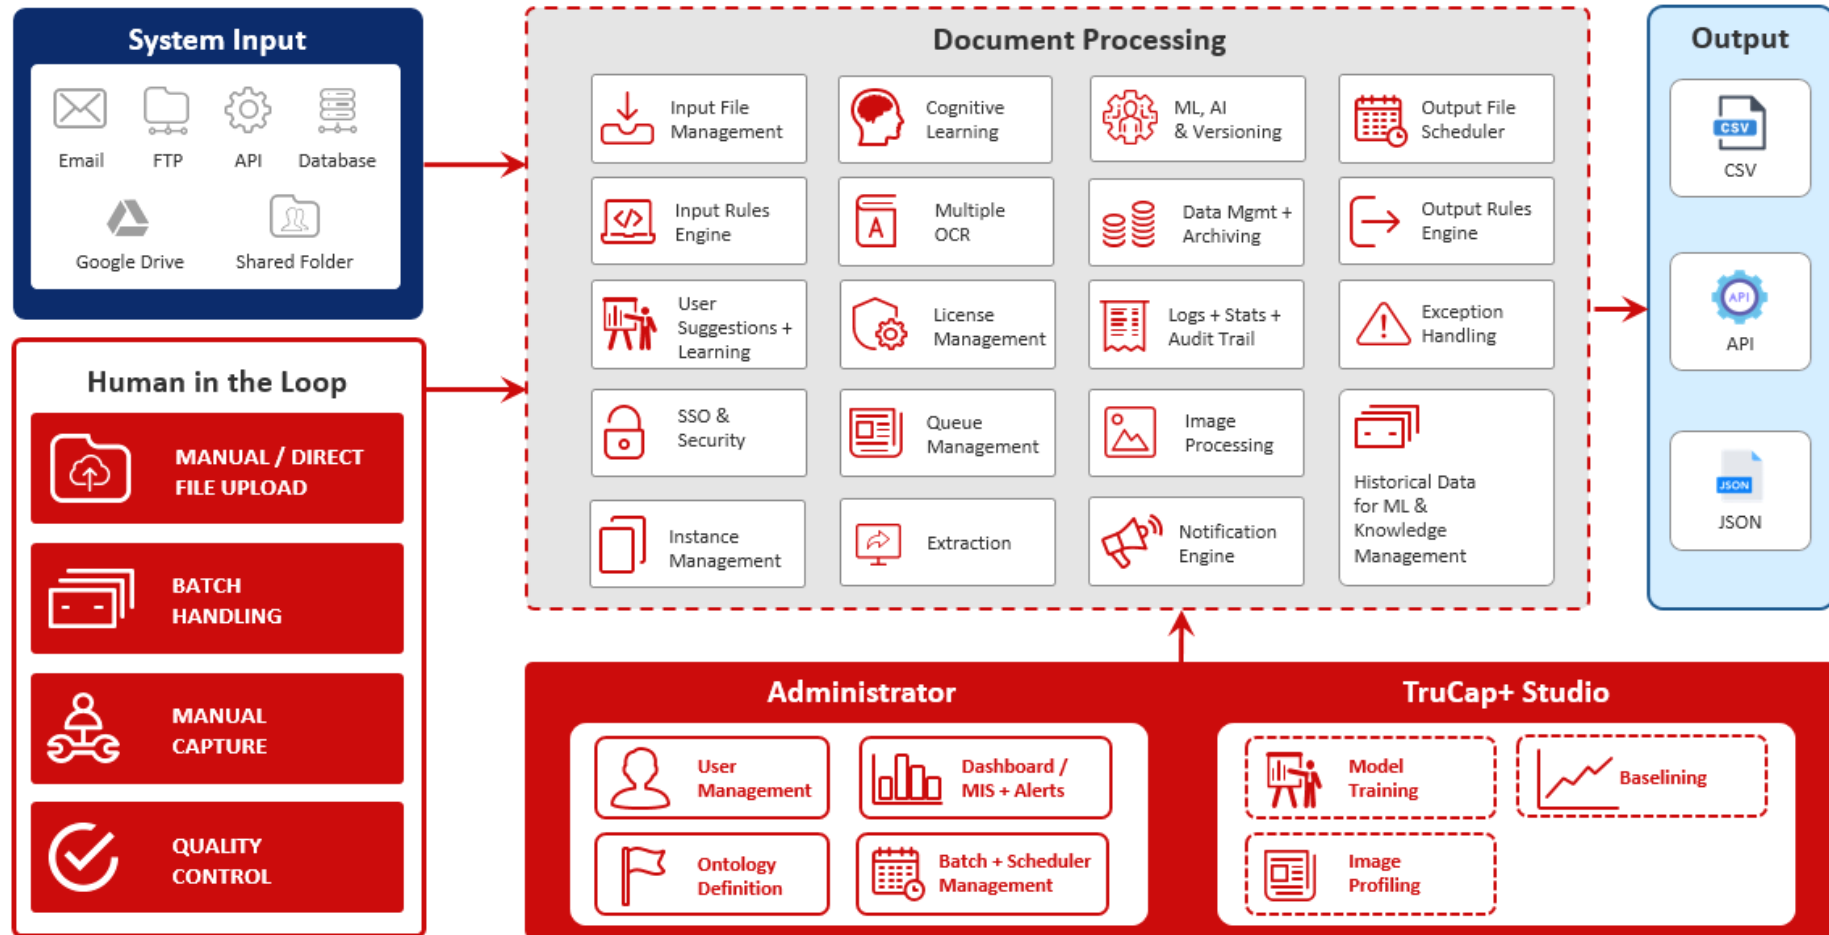 System Input
Email
FTP
API
Database
Google Drive
Shared Folder
Human in the Loop
MANUAL / DIRECT
FILE UPLOAD
BATCH
HANDLING
MANUAL
CAPTURE
QUALITY
CONTROL
Document Processing
Input File
Management
Cognitive
Learning
ML, AI
& Versioning
Output File
Scheduler
Input Rules
Engine
A
Multiple
OCR
Data Mgmt +
Archiving
Output Rules
Engine
User
Suggestions +
Learning
License
Management
Logs + Stats +
Audit Trail
Exception
Handling
SSO &
Security
Queue
Management
Image
Processing
Historical Data
for ML &
Knowledge
Management
Instance
Management
Extraction
Notification
Engine
Output
CSV
CSV
API
API
JSON
JSON
Administrator
User
Management
Dashboard /
MIS + Alerts
Ontology
Definition
Batch + Scheduler
Management
TruCap+ Studio
Model
Training
Baselining
Image
Profiling